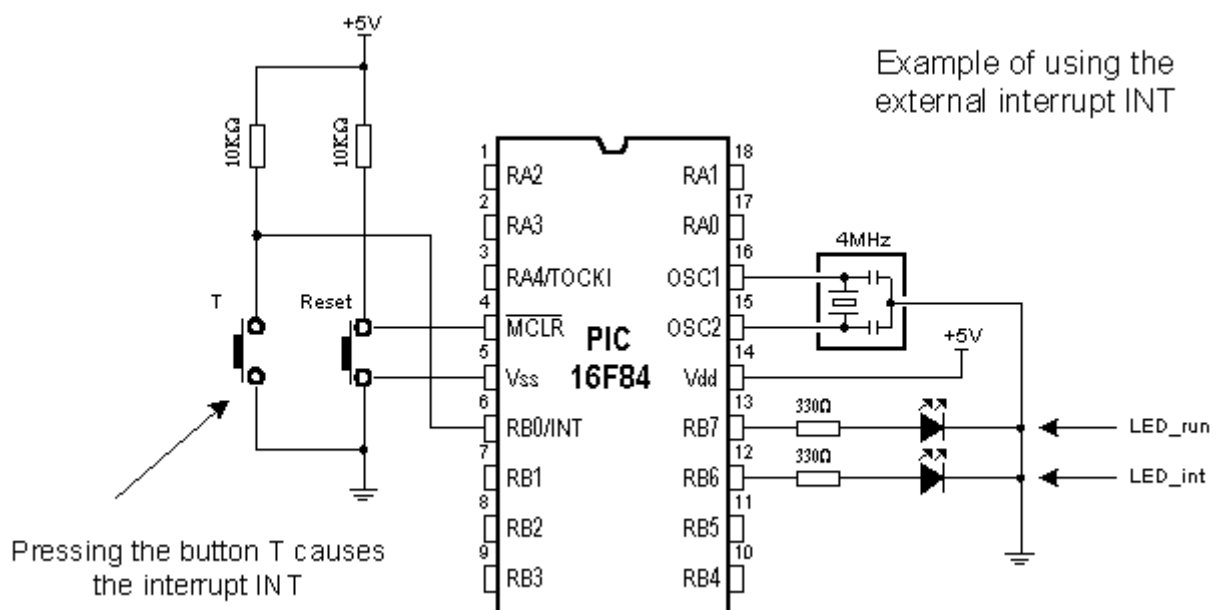 +5V
Example of using the
external interrupt INT
10KΩ
10KΩ
1
RA2
2
RA3
3
RA4/TOCKI
4
MCLR
5
Vss
6
RB0/INT
7
RB1
8
RB2
9
RB3
PIC
16F84
18
RA1
17
RA0
16
OSC1
15
OSC2
14
Vdd
13
RB7
12
RB6
11
RB5
10
RB4
T
Reset
4MHz
+5V
330Ω
330Ω
LED_run
LED_int
Pressing the button T causes
the interrupt INT